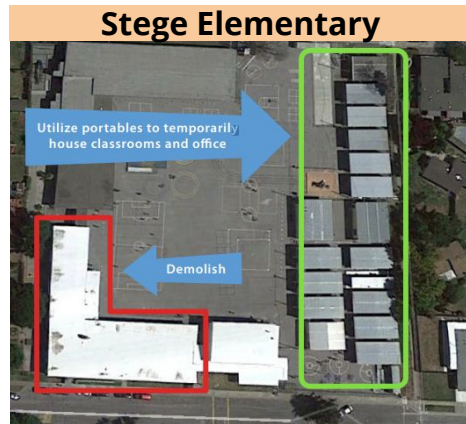 Stege Elementary
Utilize portables to temporarily
house classrooms and office
Demolish